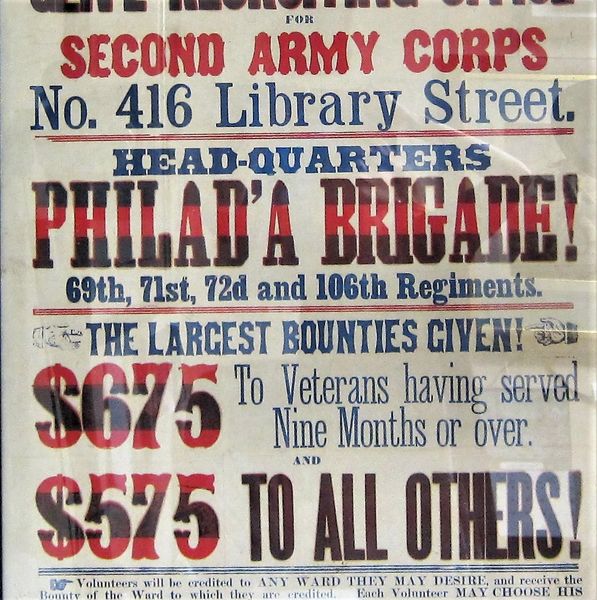 GEN'L RECRUITING OFFICE
FOR
SECOND ARMY CORPS
No. 416 Library Street.
HEAD-QUARTERS
PHILAD'A BRIGADE!
69th, 71st, 72d and 106th Regiments.
THE LARGEST BOUNTIES GIVEN!
$675 To Veterans having served
Nine Months or over.
AND
$575 TO ALL OTHERS!
Volunteers will be credited to ANY WARD THEY MAY DESIRE, and receive the
Bounty of the Ward to which they are credited. Each Volunteer MAY CHOOSE HIS